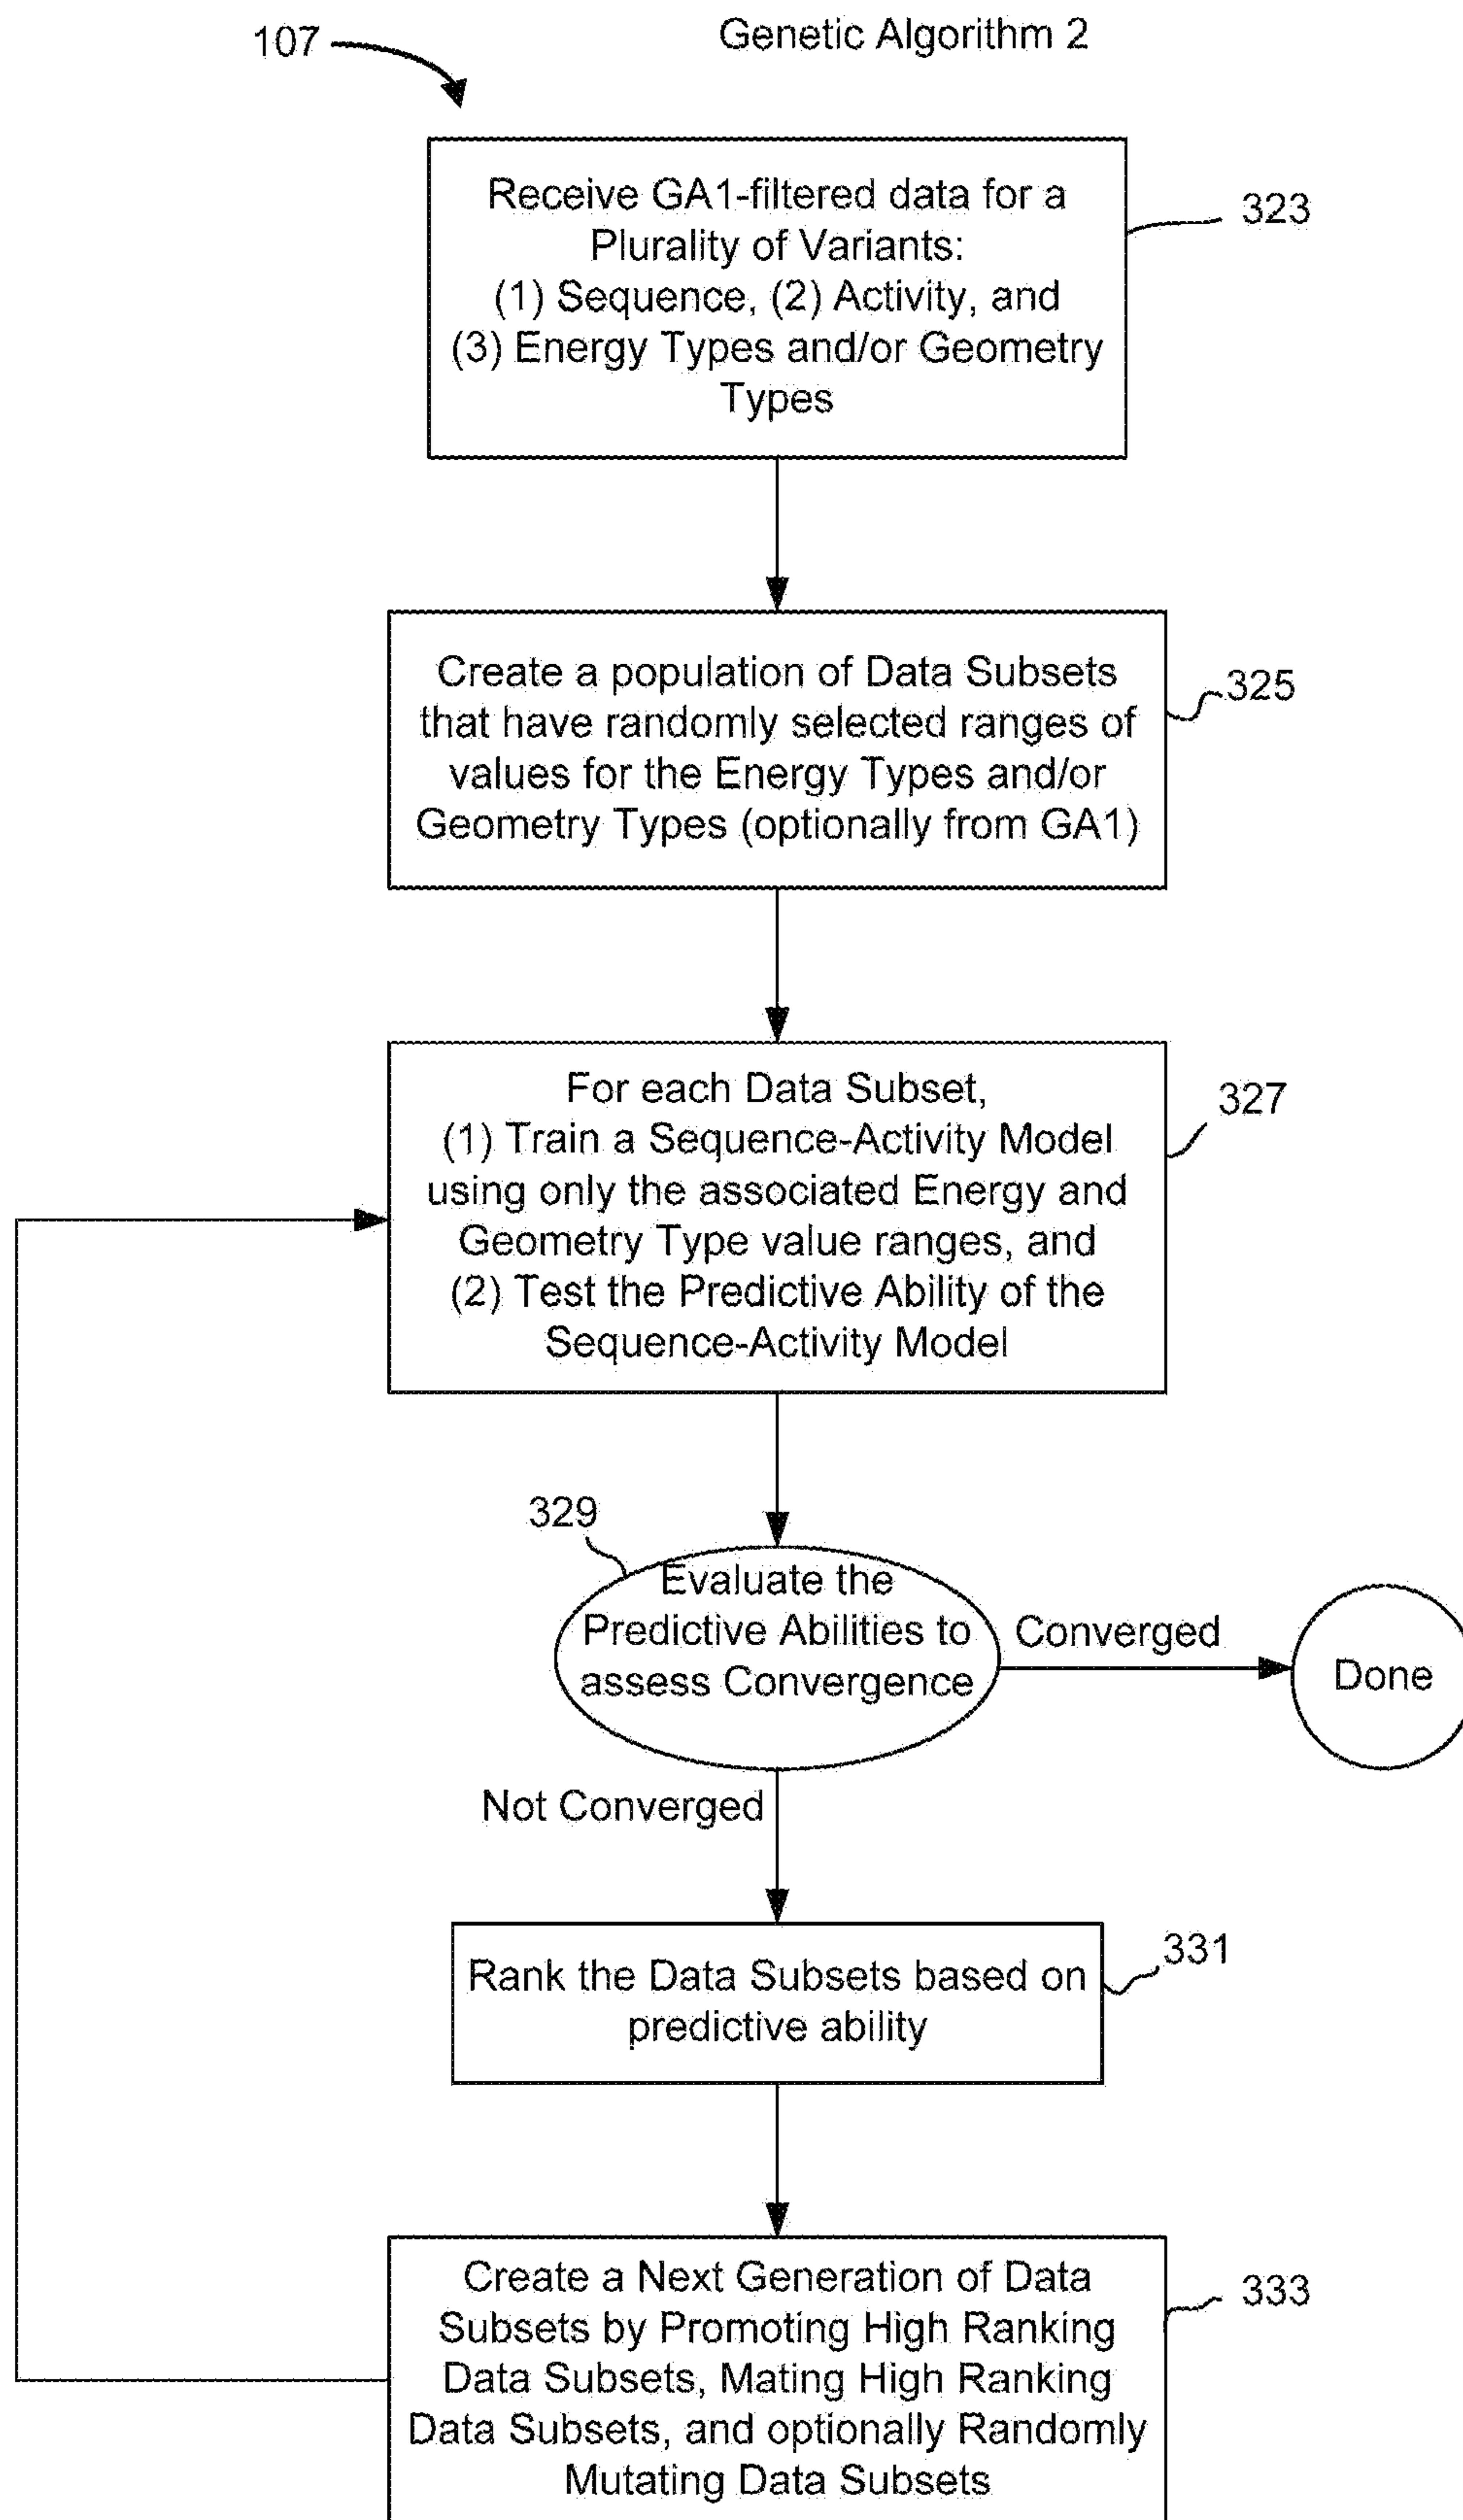 107
Genetic Algorithm 2
Receive GA1-filtered data for a
Plurality of Variants:
(1) Sequence, (2) Activity, and
(3) Energy Types and/or Geometry
Types
323
Create a population of Data Subsets
that have randomly selected ranges of
values for the Energy Types and/or
Geometry Types (optionally from GA1)
325
For each Data Subset,
(1) Train a Sequence-Activity Model
using only the associated Energy and
Geometry Type value ranges, and
(2) Test the Predictive Ability of the
Sequence-Activity Model
327
329
Evaluate the
Predictive Abilities to
assess Convergence
Converged
Done
Not Converged
Rank the Data Subsets based on
predictive ability
331
Create a Next Generation of Data
Subsets by Promoting High Ranking
Data Subsets, Mating High Ranking
Data Subsets, and optionally Randomly
Mutating Data Subsets
333